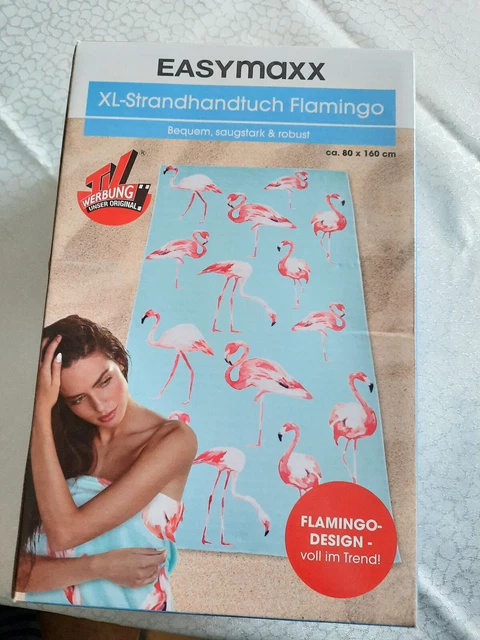 EASYmaxx
XL-Strandhandtuch Flamingo
Bequem, saugstark & robust
ca. 80 x 160 cm
TV
WERBUNG
UNSER ORIGINAL
®
FLAMINGO-
DESIGN -
voll im Trend!